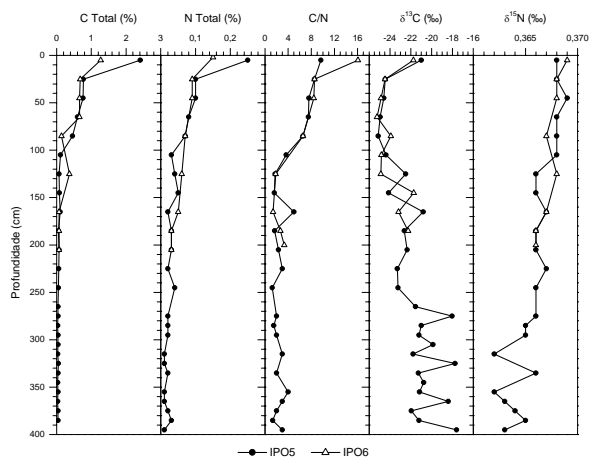 C Total (%) N Total (%) C/N δ¹³C (‰) δ¹⁵N (‰)
0 1 2 3 0,1 0,2 0 4 8 12 16 -24 -21 -20 -18 -16 0,365 0,370
0
50
100
150
200
250
300
350
400
Profundidade (cm)
IPO5 IPO6